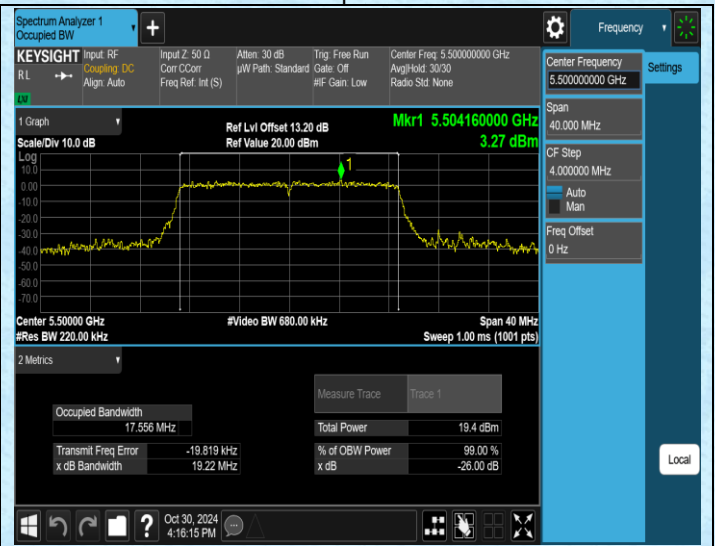 Spectrum Analyzer 1
Occupied BW
+
Frequency
KEYSIGHT Input: RF
RL Coupling: DC
Align: Auto
LXI
Input Z: 50 Ω
Corr CCorr
Freq Ref: Int (S)
Atten: 30 dB
µW Path: Standard
Trig: Free Run
Gate: Off
#IF Gain: Low
Center Freq: 5.500000000 GHz
Avg|Hold: 30/30
Radio Std: None
Center Frequency
5.500000000 GHz
Settings
Span
40.000 MHz
CF Step
4.000000 MHz
Auto
Man
Freq Offset
0 Hz
1 Graph
Scale/Div 10.0 dB
Ref Lvl Offset 13.20 dB
Ref Value 20.00 dBm
Mkr1 5.504160000 GHz
3.27 dBm
Log
10.0
0.00
-10.0
-20.0
-30.0
-40.0
-50.0
-60.0
-70.0
1
Center 5.50000 GHz
#Res BW 220.00 kHz
#Video BW 680.00 kHz
Span 40 MHz
Sweep 1.00 ms (1001 pts)
2 Metrics
Measure Trace Trace 1
Occupied Bandwidth
17.556 MHz
Total Power 19.4 dBm
Transmit Freq Error -19.819 kHz
% of OBW Power 99.00 %
x dB Bandwidth 19.22 MHz
x dB -26.00 dB
Local
?
Oct 30, 2024
4:16:15 PM